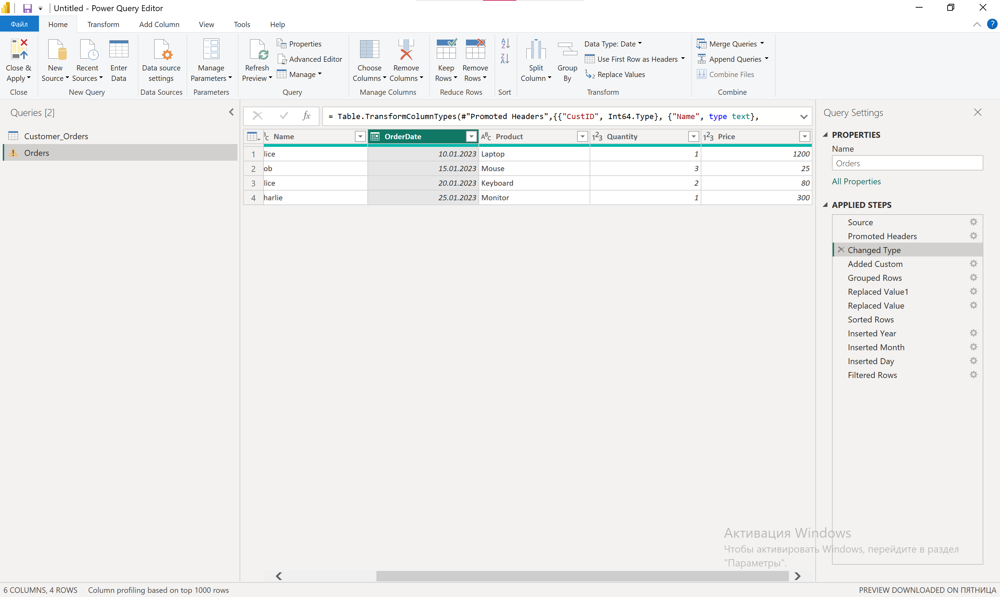 Untitled - Power Query Editor
Файл Home Transform Add Column View Tools Help ?
Close & Apply
New Source
Recent Sources
Enter Data
Data source settings
Manage Parameters
Refresh Preview
Properties
Advanced Editor
Manage
Choose Columns
Remove Columns
Keep Rows
Remove Rows
Split Column
Group By
Data Type: Date
Use First Row as Headers
Replace Values
Merge Queries
Append Queries
Combine Files
Close New Query Data Sources Parameters Query Manage Columns Reduce Rows Sort Transform Combine
Queries [2]
Customer_Orders
Orders
fx = Table.TransformColumnTypes(#"Promoted Headers",{{"CustID", Int64.Type}, {"Name", type text},
Name OrderDate ABC Product 123 Quantity 123 Price
1 lice 10.01.2023 Laptop 1 1200
2 ob 15.01.2023 Mouse 3 25
3 lice 20.01.2023 Keyboard 2 80
4 harlie 25.01.2023 Monitor 1 300
Query Settings
PROPERTIES
Name
Orders
All Properties
APPLIED STEPS
Source
Promoted Headers
Changed Type
Added Custom
Grouped Rows
Replaced Value1
Replaced Value
Sorted Rows
Inserted Year
Inserted Month
Inserted Day
Filtered Rows
Активация Windows
Чтобы активировать Windows, перейдите в раздел
"Параметры".
6 COLUMNS, 4 ROWS Column profiling based on top 1000 rows
PREVIEW DOWNLOADED ON ПЯТНИЦА